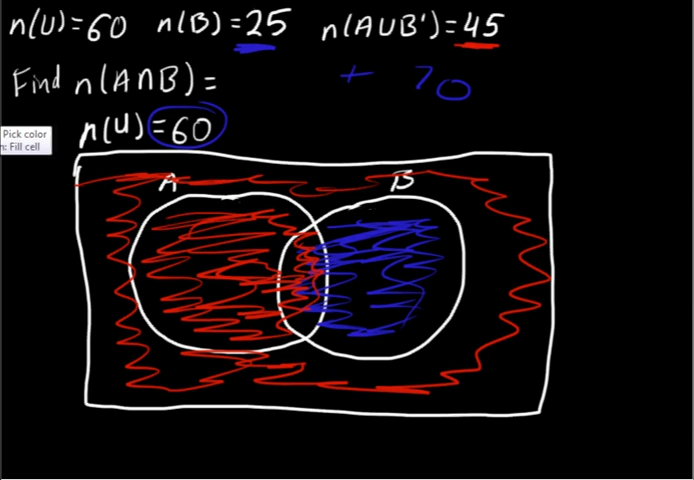 n(U)=60 n(B)=25 n(A∪B')=45
Find n(A∩B)= + 70
n(U)=60
Pick color
n: Fill cell
A B